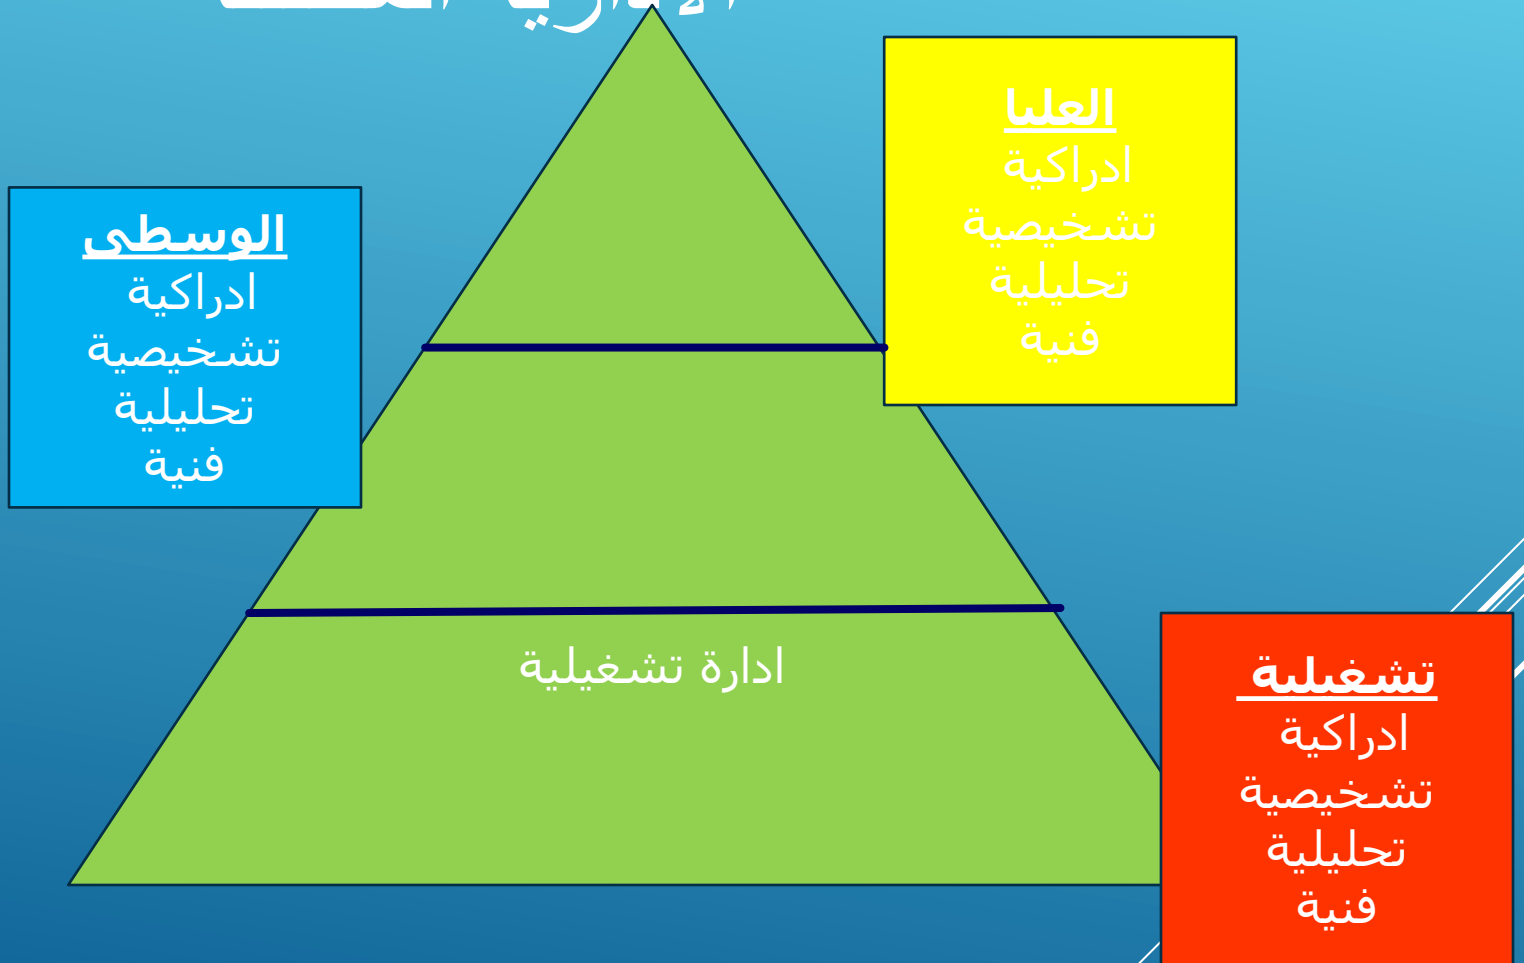 العليا
ادراكية
تشخيصية
تحليلية
فنية
الوسطى
ادراكية
تشخيصية
تحليلية
فنية
ادارة تشغيلية
تشغيلية
ادراكية
تشخيصية
تحليلية
فنية